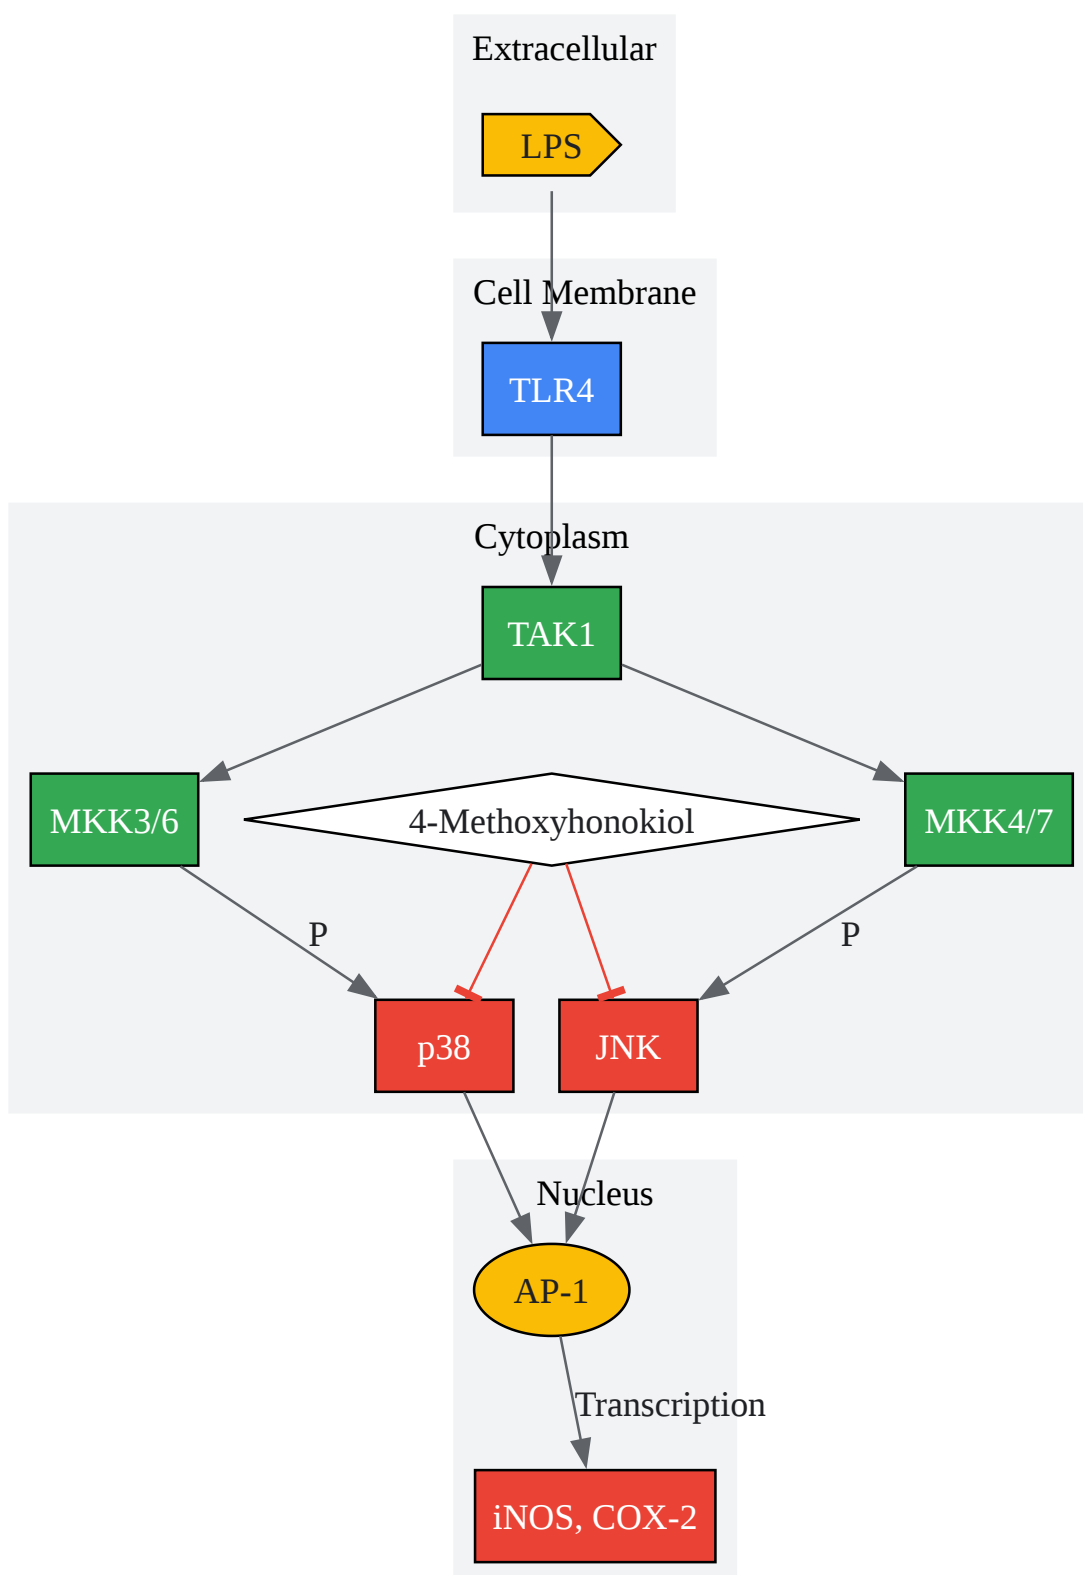 Extracellular
LPS
Cell Membrane
TLR4
Cytoplasm
TAK1
MKK3/6
4-Methoxyhonokiol
MKK4/7
P
P
p38
JNK
Nucleus
AP-1
Transcription
iNOS, COX-2